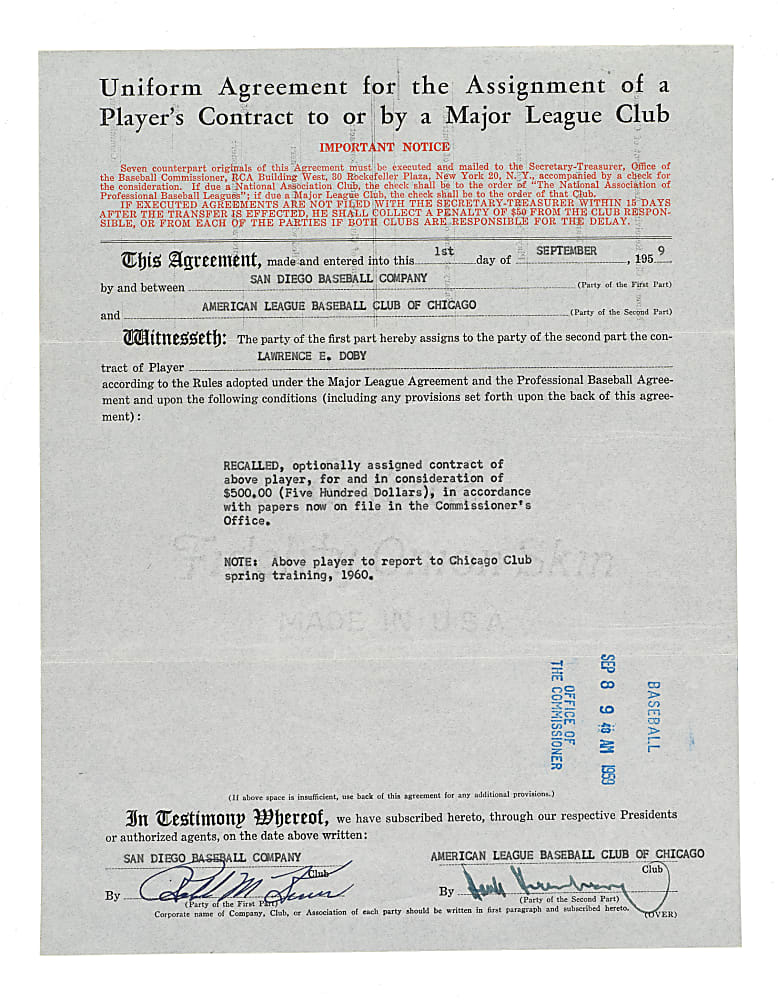 Uniform Agreement for the Assignment of a
Player's Contract to or by a Major League Club
IMPORTANT NOTICE
Seven counterpart originals of this Agreement must be executed and mailed to the Secretary-Treasurer, Office of
the Baseball Commissioner, RCA Building West, 30 Rockefeller Plaza, New York 20, N. Y., accompanied by a check for
the consideration. If due a National Association Club, the check shall be to the order of "The National Association of
Professional Baseball Leagues"; if due a Major League Club, the check shall be to the order of that Club.
IF EXECUTED AGREEMENTS ARE NOT FILED WITH THE SECRETARY-TREASURER WITHIN 15 DAYS
AFTER THE TRANSFER IS EFFECTED, HE SHALL COLLECT A PENALTY OF $50 FROM THE CLUB RESPON-
SIBLE, OR FROM EACH OF THE PARTIES IF BOTH CLUBS ARE RESPONSIBLE FOR THE DELAY.
This Agreement, made and entered into this 1st day of SEPTEMBER, 1959
by and between SAN DIEGO BASEBALL COMPANY (Party of the First Part)
and AMERICAN LEAGUE BASEBALL CLUB OF CHICAGO (Party of the Second Part)
Witnesseth: The party of the first part hereby assigns to the party of the second part the con-
tract of Player LAWRENCE E. DOBY
according to the Rules adopted under the Major League Agreement and the Professional Baseball Agree-
ment and upon the following conditions (including any provisions set forth upon the back of this agree-
ment):
RECALLED, optionally assigned contract of
above player, for and in consideration of
$500.00 (Five Hundred Dollars), in accordance
with papers now on file in the Commissioner's
Office.
NOTE: Above player to report to Chicago Club
spring training, 1960.
Fidelity Onion Skin
MADE IN U.S.A.
BASEBALL
SEP 8 9 48 AM 1959
OFFICE OF
THE COMMISSIONER
(If above space is insufficient, use back of this agreement for any additional provisions.)
In Testimony Whereof, we have subscribed hereto, through our respective Presidents
or authorized agents, on the date above written:
SAN DIEGO BASEBALL COMPANY Club
AMERICAN LEAGUE BASEBALL CLUB OF CHICAGO Club
By
(Party of the First Part)
By Hank Greenberg
(Party of the Second Part)
Corporate name of Company, Club, or Association of each party should be written in first paragraph and subscribed hereto.
(OVER)